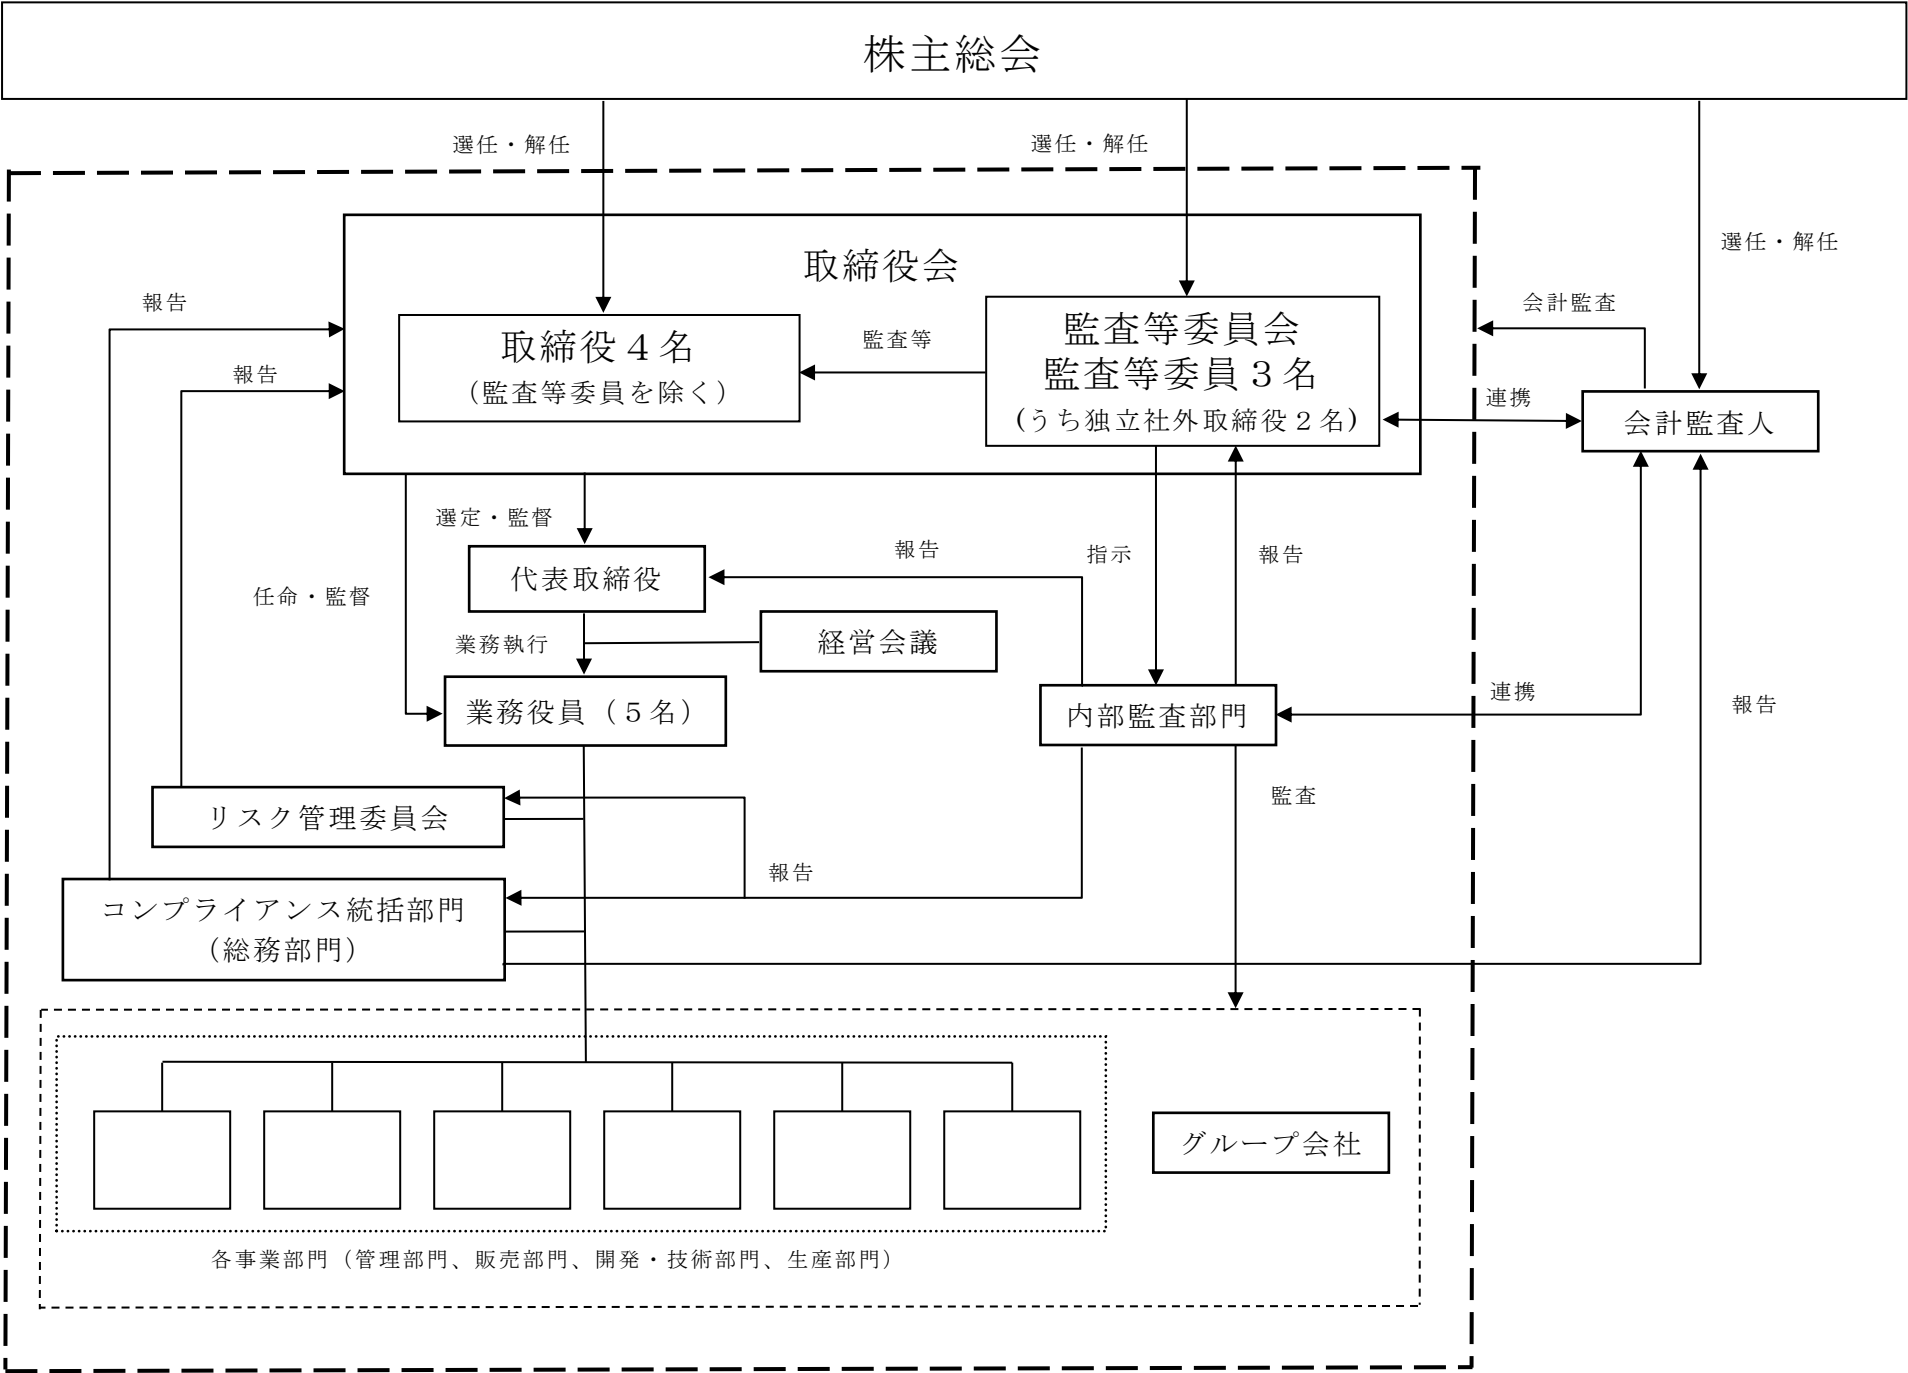 株主総会
選任・解任
選任・解任
選任・解任
取締役会
報告
会計監査
取締役４名
（監査等委員を除く）
監査等
監査等委員会
監査等委員３名
(うち独立社外取締役２名)
報告
連携
会計監査人
選定・監督
報告
指示
報告
代表取締役
任命・監督
業務執行
経営会議
業務役員（５名）
内部監査部門
連携
報告
リスク管理委員会
監査
報告
コンプライアンス統括部門
（総務部門）
グループ会社
各事業部門（管理部門、販売部門、開発・技術部門、生産部門）